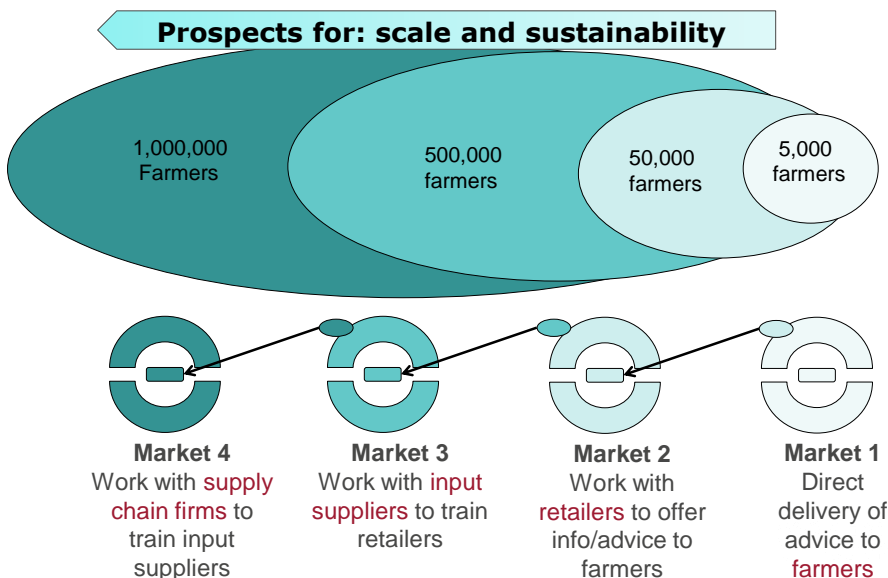 Prospects for: scale and sustainability
1,000,000
Farmers
500,000
farmers
50,000
farmers
5,000
farmers
Market 4
Work with supply
chain firms to
train input
suppliers
Market 3
Work with input
suppliers to train
retailers
Market 2
Work with
retailers to offer
info/advice to
farmers
Market 1
Direct
delivery of
advice to
farmers